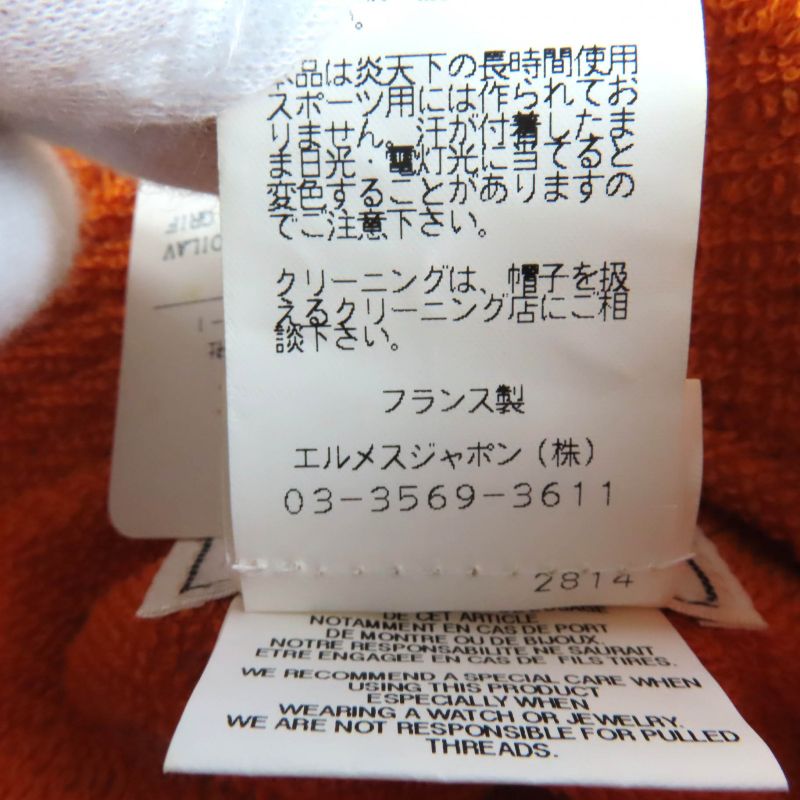 品は炎天下の長時間使用
スポーツ用には作られてお
りません。汗が付着したま
ま日光・電灯光に当てると
変色することがありますの
でご注意下さい。
クリーニングは、帽子を扱
えるクリーニング店にご相
談下さい。
フランス製
エルメスジャポン（株）
03-3569-3611
2814
DE CET ARTICLE
NOTAMMENT EN CAS DE PORT
DE MONTRE OU DE BIJOUX.
NOTRE RESPONSABILITE NE SAURAIT
ETRE ENGAGEE EN CAS DE FILS TIRES.
WE RECOMMEND A SPECIAL CARE WHEN
USING THIS PRODUCT
ESPECIALLY WHEN
WEARING A WATCH OR JEWELRY.
WE ARE NOT RESPONSIBLE FOR PULLED
THREADS.